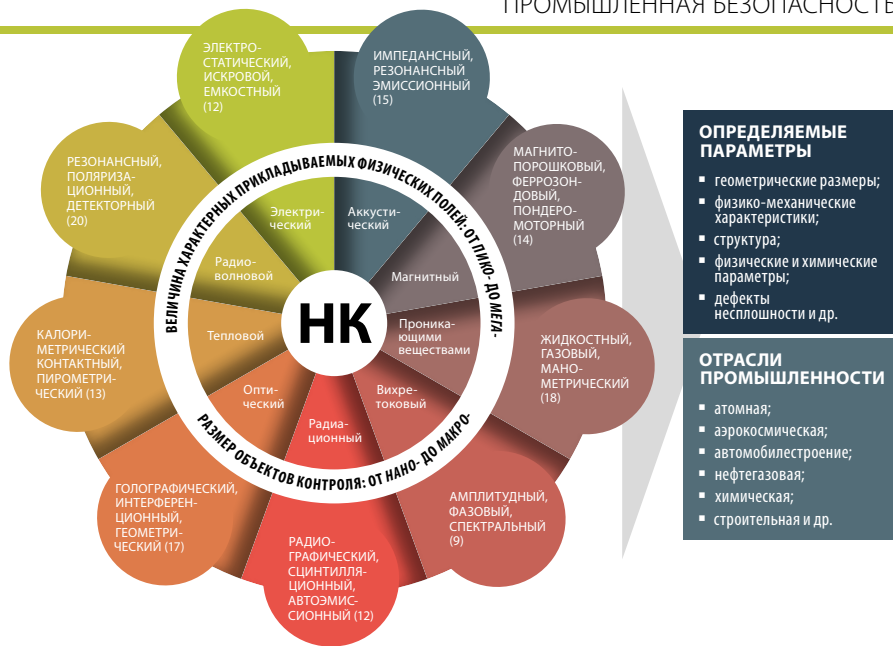 ПРОМЫШЛЕННАЯ БЕЗОПАСНОСТЬ
ЭЛЕКТРО-
СТАТИЧЕСКИЙ,
ИСКРОВОЙ,
ЕМКОСТНЫЙ
(12)
ИМПЕДАНСНЫЙ,
РЕЗОНАНСНЫЙ
ЭМИССИОННЫЙ
(15)
МАГНИТО-
ПОРОШКОВЫЙ,
ФЕРРОЗОН-
ДОВЫЙ,
ПОНДЕРО-
МОТОРНЫЙ
(14)
ЖИДКОСТНЫЙ,
ГАЗОВЫЙ,
МАНО-
МЕТРИЧЕСКИЙ
(18)
АМПЛИТУДНЫЙ,
ФАЗОВЫЙ,
СПЕКТРАЛЬНЫЙ
(9)
РАДИО-
ГРАФИЧЕСКИЙ,
СЦИНТИЛЛЯ-
ЦИОННЫЙ,
АВТОЭМИС-
СИОННЫЙ (12)
ГОЛОГРАФИЧЕСКИЙ,
ИНТЕРФЕРЕН-
ЦИОННЫЙ,
ГЕОМЕТРИ-
ЧЕСКИЙ (17)
КАЛОРИ-
МЕТРИЧЕСКИЙ
КОНТАКТНЫЙ,
ПИРОМЕТРИ-
ЧЕСКИЙ (13)
РЕЗОНАНСНЫЙ,
ПОЛЯРИЗА-
ЦИОННЫЙ,
ДЕТЕКТОРНЫЙ
(20)
ВЕЛИЧИНА ХАРАКТЕРНЫХ ПРИКЛАДЫВАЕМЫХ ФИЗИЧЕСКИХ ПОЛЕЙ: ОТ ПИКО- ДО МЕГА-
РАЗМЕР ОБЪЕКТОВ КОНТРОЛЯ: ОТ НАНО- ДО МАКРО-
Электри-
ческий
Аккусти-
ческий
Магнитный
Проника-
ющими
веществами
Вихре-
токовый
Ради-
ационный
Опти-
ческий
Тепловой
Радио-
волновой
НК
ОПРЕДЕЛЯЕМЫЕ
ПАРАМЕТРЫ
▪ геометрические размеры;
▪ физико-механические
характеристики;
▪ структура;
▪ физические и химические
параметры;
▪ дефекты
несплошности и др.
ОТРАСЛИ
ПРОМЫШЛЕННОСТИ
▪ атомная;
▪ аэрокосмическая;
▪ автомобилестроение;
▪ нефтегазовая;
▪ химическая;
▪ строительная и др.